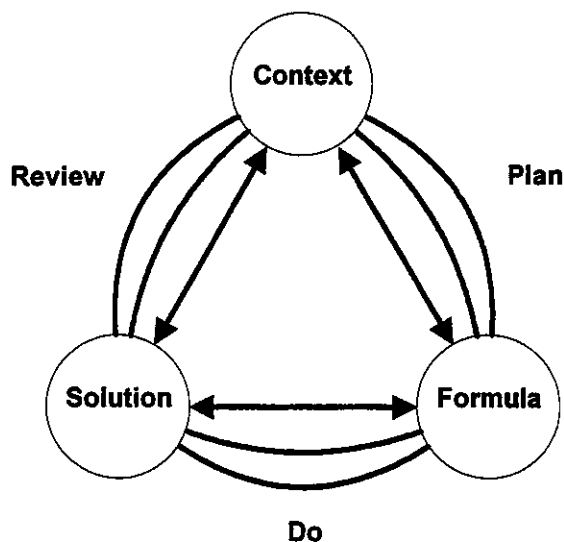 Context
Review
Plan
Solution
Formula
Do